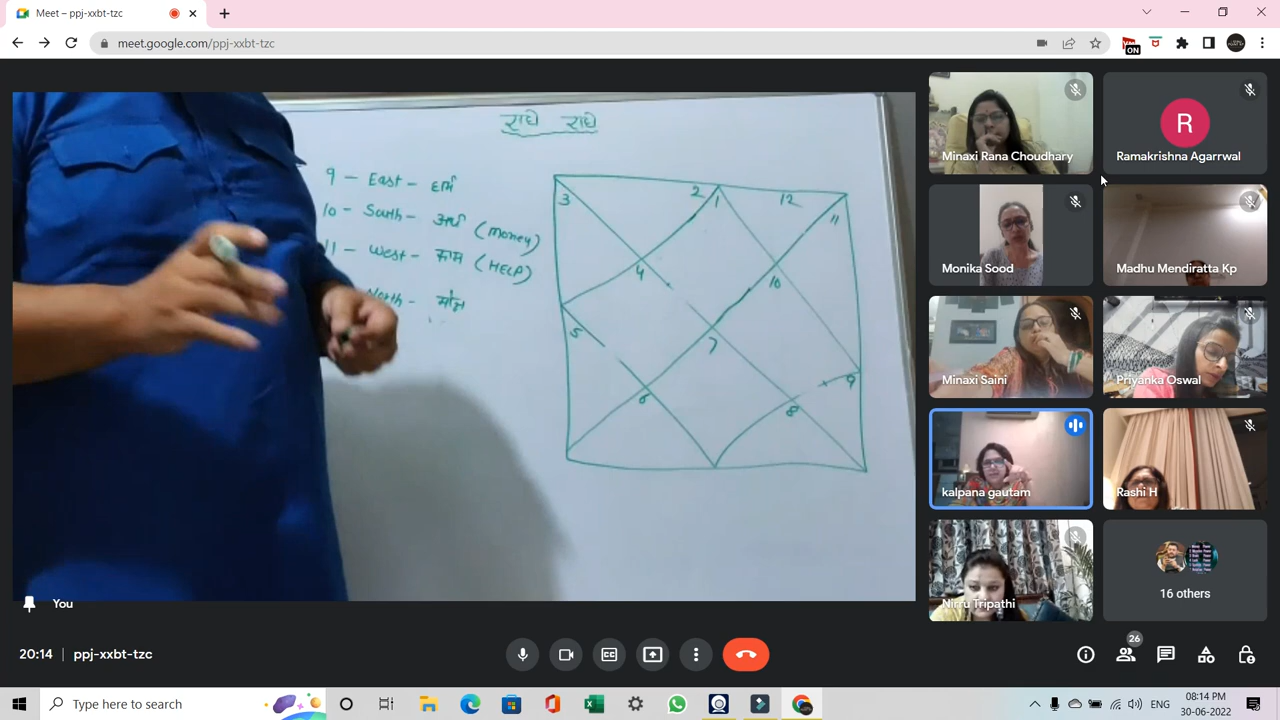 Meet – ppj-xxbt-tzc
meet.google.com/ppj-xxbt-tzc
ON
राधे राधे
9 – East – धर्म
10 – South – अर्थ (Money)
11 – West – काम (HELP)
North – मोक्ष
3
2
1
12
11
4
10
5
7
6
8
9
Minaxi Rana Choudhary
R
Ramakrishna Agarrwal
Monika Sood
Madhu Mendiratta Kp
Minaxi Saini
Priyanka Oswal
kalpana gautam
Rashi H
Nirru Tripathi
16 others
You
20:14 | ppj-xxbt-tzc
26
Type here to search
ENG
08:14 PM
30-06-2022